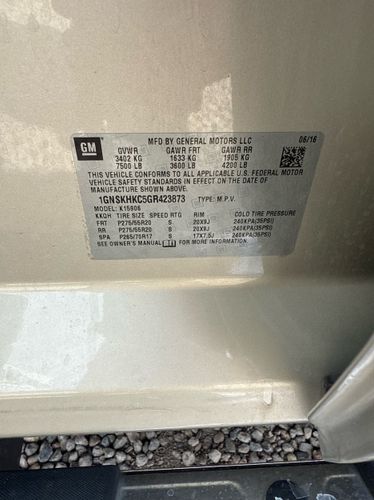 GM
MFD BY GENERAL MOTORS LLC 06/16
GVWR GAWR FRT GAWR RR
3402 KG 1633 KG 1905 KG
7500 LB 3600 LB 4200 LB
THIS VEHICLE CONFORMS TO ALL APPLICABLE U.S. FEDERAL MOTOR
VEHICLE SAFETY STANDARDS IN EFFECT ON THE DATE OF
MANUFACTURE SHOWN ABOVE.
1GNSKHKC5GR423873 TYPE: M.P.V.
MODEL: K15906
KKQH TIRE SIZE SPEED RTG RIM COLD TIRE PRESSURE
FRT P275/55R20 S 20X9J 240KPA(35PSI)
RR P275/55R20 S 20X9J 240KPA(35PSI)
SPA P265/70R17 S 17X7.5J 240KPA(35PSI)
SEE OWNER'S MANUAL